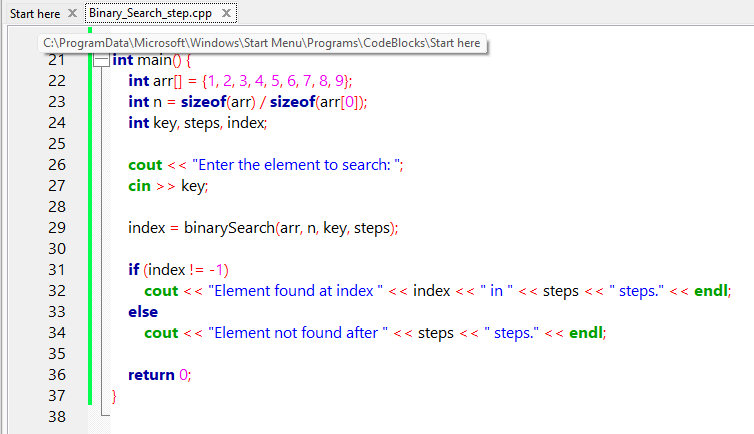 Start here X Binary_Search_step.cpp X
C:\ProgramData\Microsoft\Windows\Start Menu\Programs\CodeBlocks\Start here
21 int main() {
22 int arr[] = {1, 2, 3, 4, 5, 6, 7, 8, 9};
23 int n = sizeof(arr) / sizeof(arr[0]);
24 int key, steps, index;
25
26 cout << "Enter the element to search: ";
27 cin >> key;
28
29 index = binarySearch(arr, n, key, steps);
30
31 if (index != -1)
32 cout << "Element found at index " << index << " in " << steps << " steps." << endl;
33 else
34 cout << "Element not found after " << steps << " steps." << endl;
35
36 return 0;
37 }
38